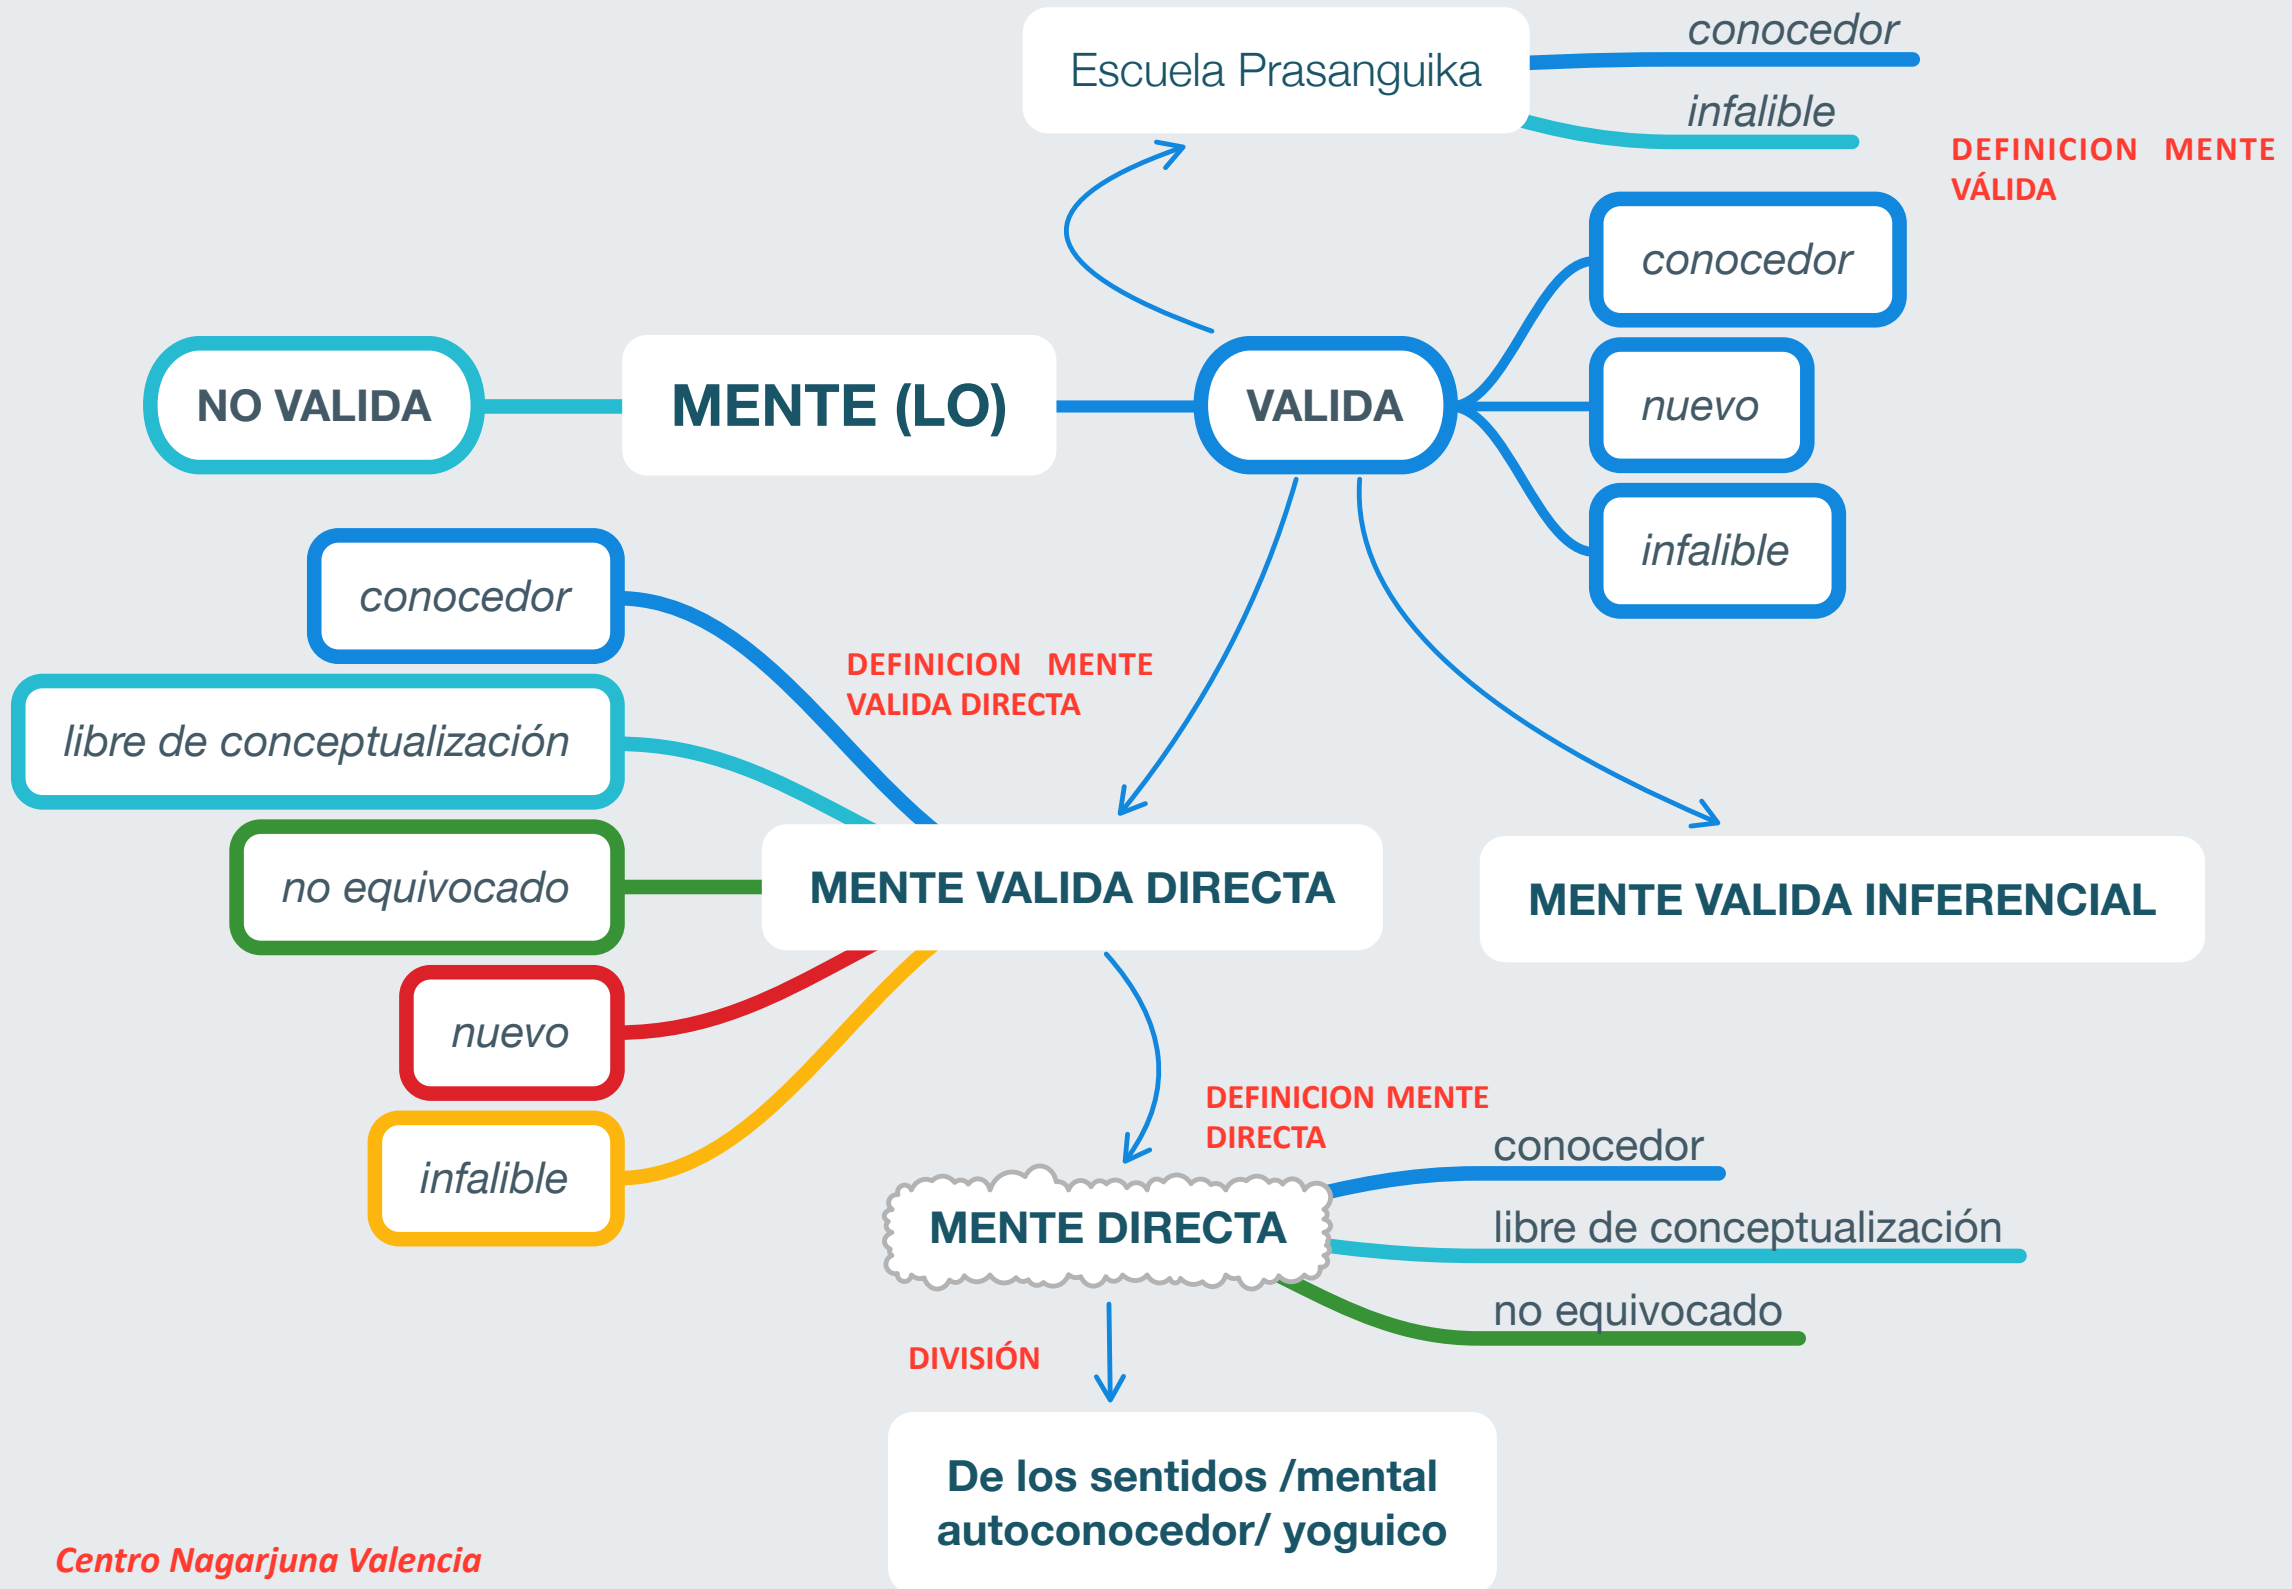 Escuela Prasanguika
conocedor
infalible
DEFINICION MENTE
VÁLIDA
NO VALIDA
MENTE (LO)
VALIDA
conocedor
nuevo
infalible
conocedor
libre de conceptualización
no equivocado
nuevo
infalible
DEFINICION MENTE
VALIDA DIRECTA
MENTE VALIDA DIRECTA
MENTE VALIDA INFERENCIAL
DEFINICION MENTE
DIRECTA
MENTE DIRECTA
conocedor
libre de conceptualización
no equivocado
DIVISIÓN
De los sentidos /mental
autoconocedor/ yoguico
Centro Nagarjuna Valencia